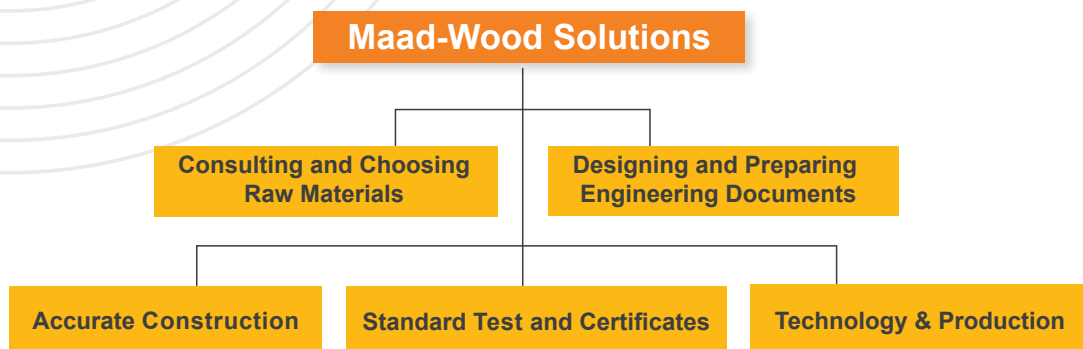 Maad-Wood Solutions
Consulting and Choosing
Raw Materials
Designing and Preparing
Engineering Documents
Accurate Construction
Standard Test and Certificates
Technology & Production